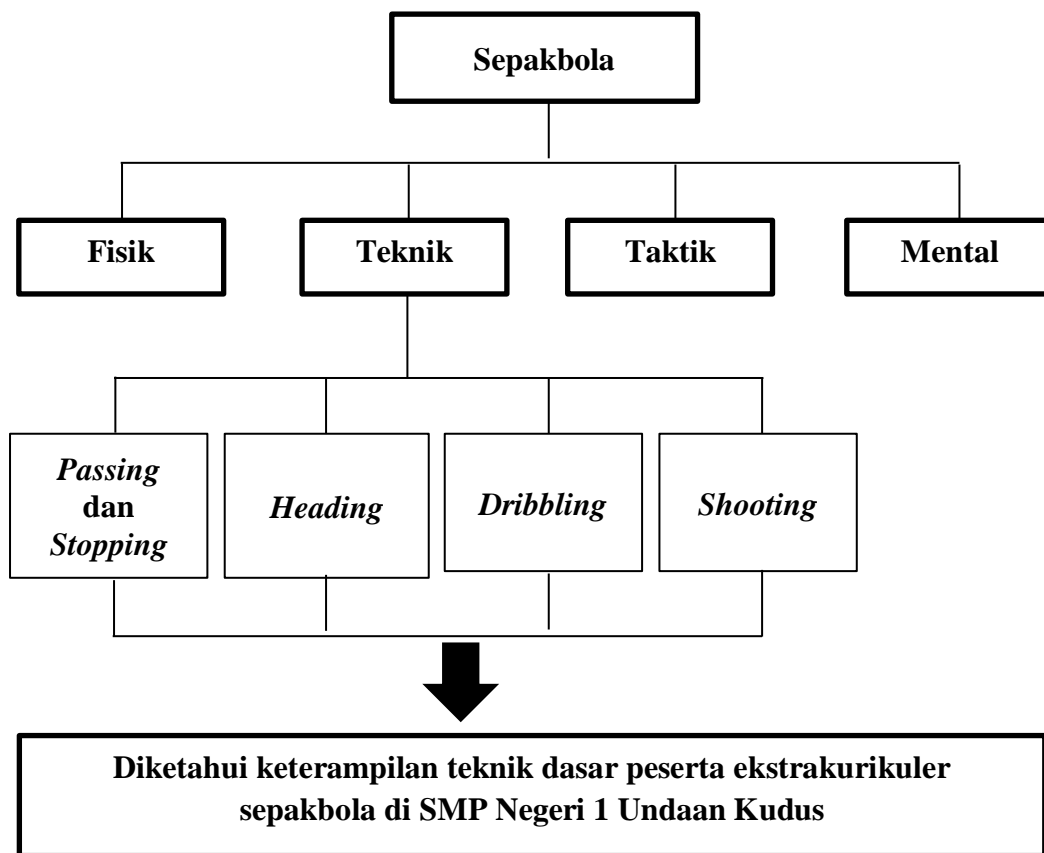 Sepakbola
Fisik
Teknik
Taktik
Mental
Passing
dan
Stopping
Heading
Dribbling
Shooting
Diketahui keterampilan teknik dasar peserta ekstrakurikuler
sepakbola di SMP Negeri 1 Undaan Kudus